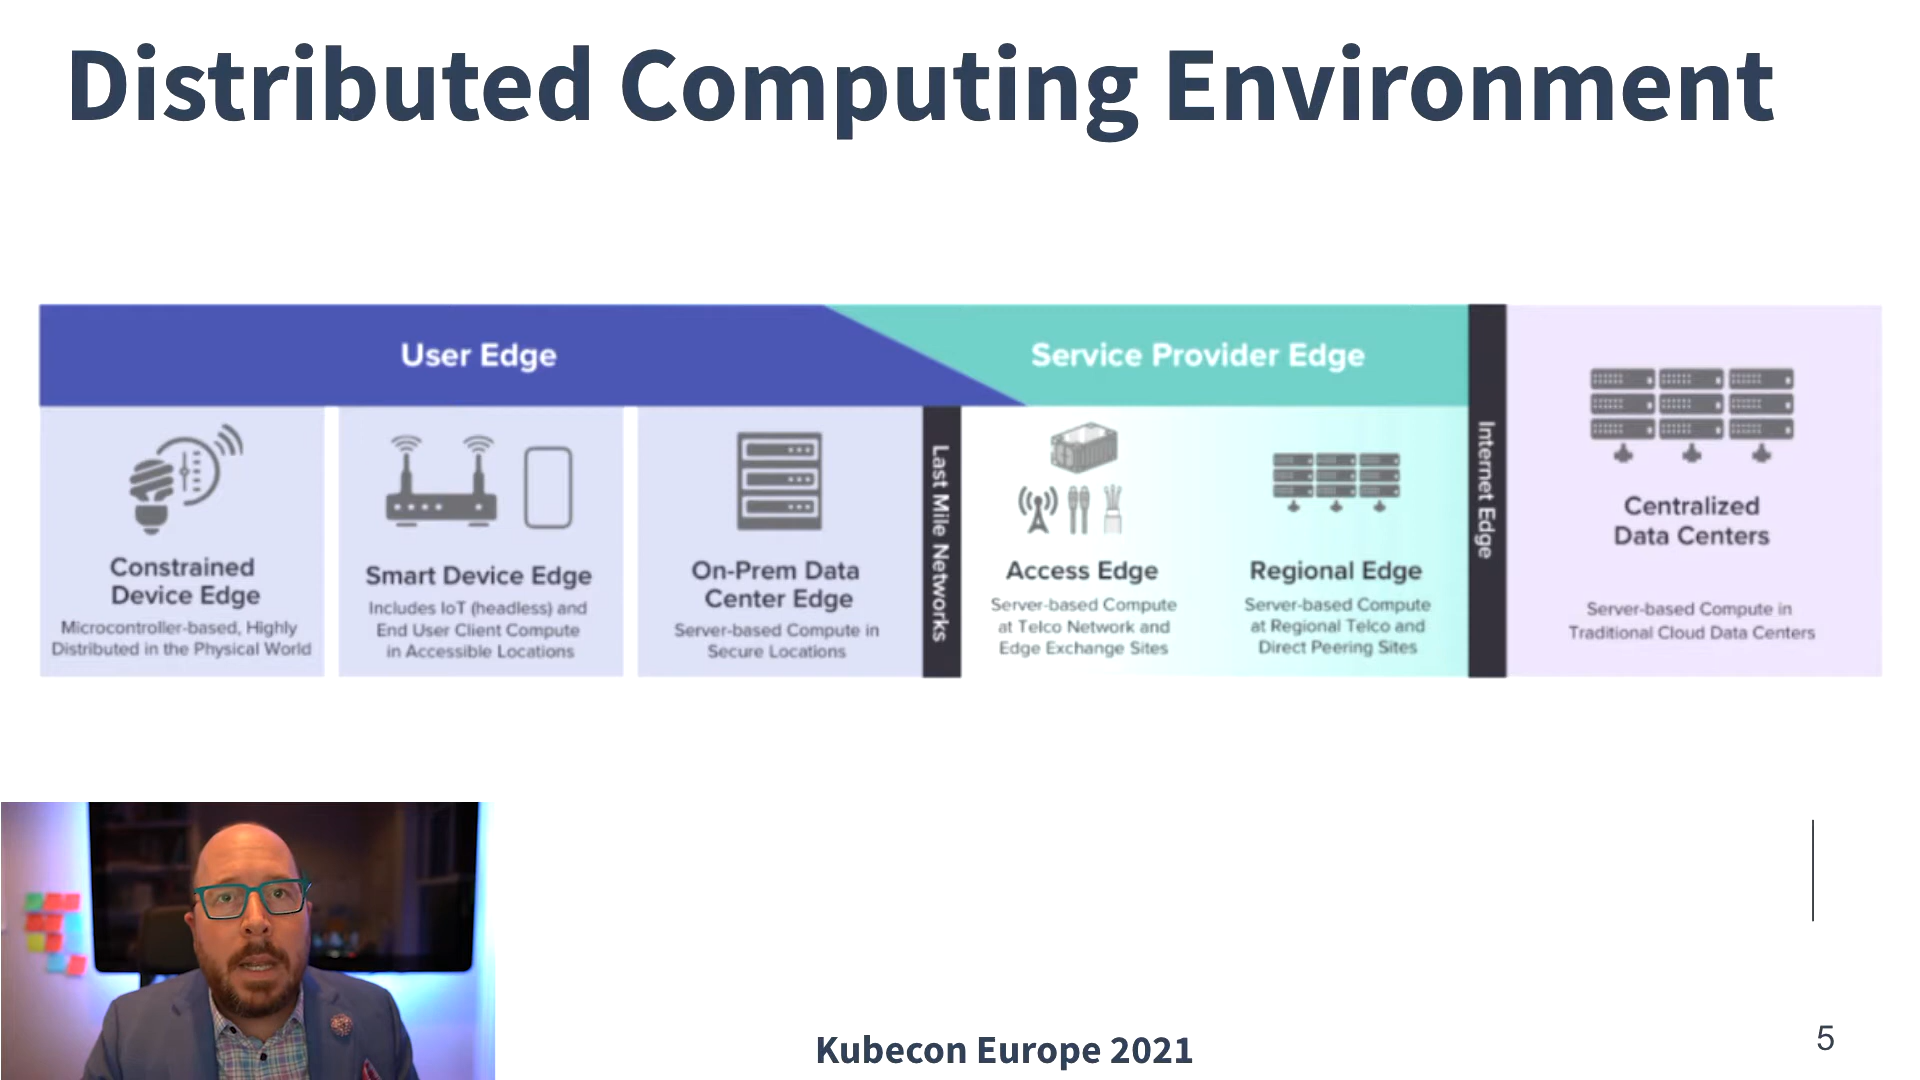 Distributed Computing Environment
User Edge
Service Provider Edge
Constrained
Device Edge
Microcontroller-based, Highly
Distributed in the Physical World
Smart Device Edge
Includes IoT (headless) and
End User Client Compute
in Accessible Locations
On-Prem Data
Center Edge
Server-based Compute in
Secure Locations
Last Mile Networks
Access Edge
Server-based Compute
at Telco Network and
Edge Exchange Sites
Regional Edge
Server-based Compute
at Regional Telco and
Direct Peering Sites
Internet Edge
Centralized
Data Centers
Server-based Compute in
Traditional Cloud Data Centers
Kubecon Europe 2021
5